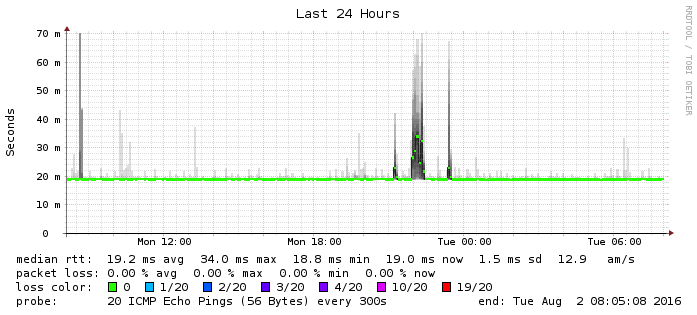 Last 24 Hours
RRDTOOL / TOBI OETIKER
Seconds
70 m
60 m
50 m
40 m
30 m
20 m
10 m
0
Mon 12:00 Mon 18:00 Tue 00:00 Tue 06:00
median rtt: 19.2 ms avg 34.0 ms max 18.8 ms min 19.0 ms now 1.5 ms sd 12.9 am/s
packet loss: 0.00 % avg 0.00 % max 0.00 % min 0.00 % now
loss color: 0 1/20 2/20 3/20 4/20 10/20 19/20
probe: 20 ICMP Echo Pings (56 Bytes) every 300s end: Tue Aug 2 08:05:08 2016